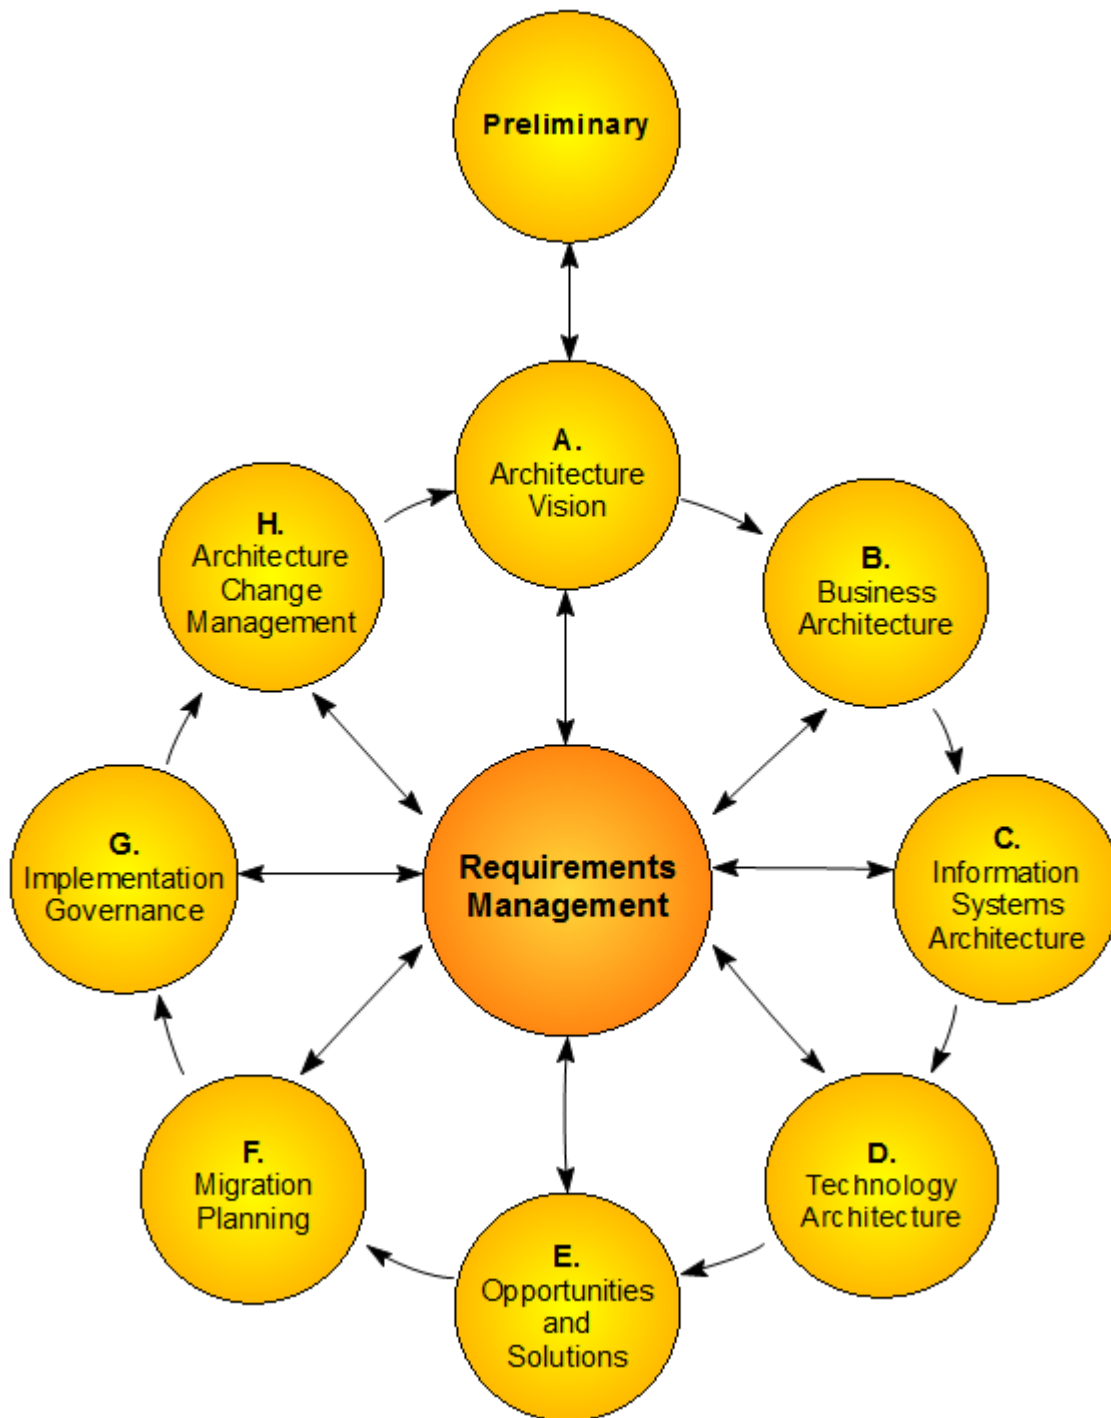 Preliminary
A.
Architecture
Vision
B.
Business
Architecture
C.
Information
Systems
Architecture
D.
Technology
Architecture
E.
Opportunities
and
Solutions
F.
Migration
Planning
G.
Implementation
Governance
H.
Architecture
Change
Management
Requirements
Management